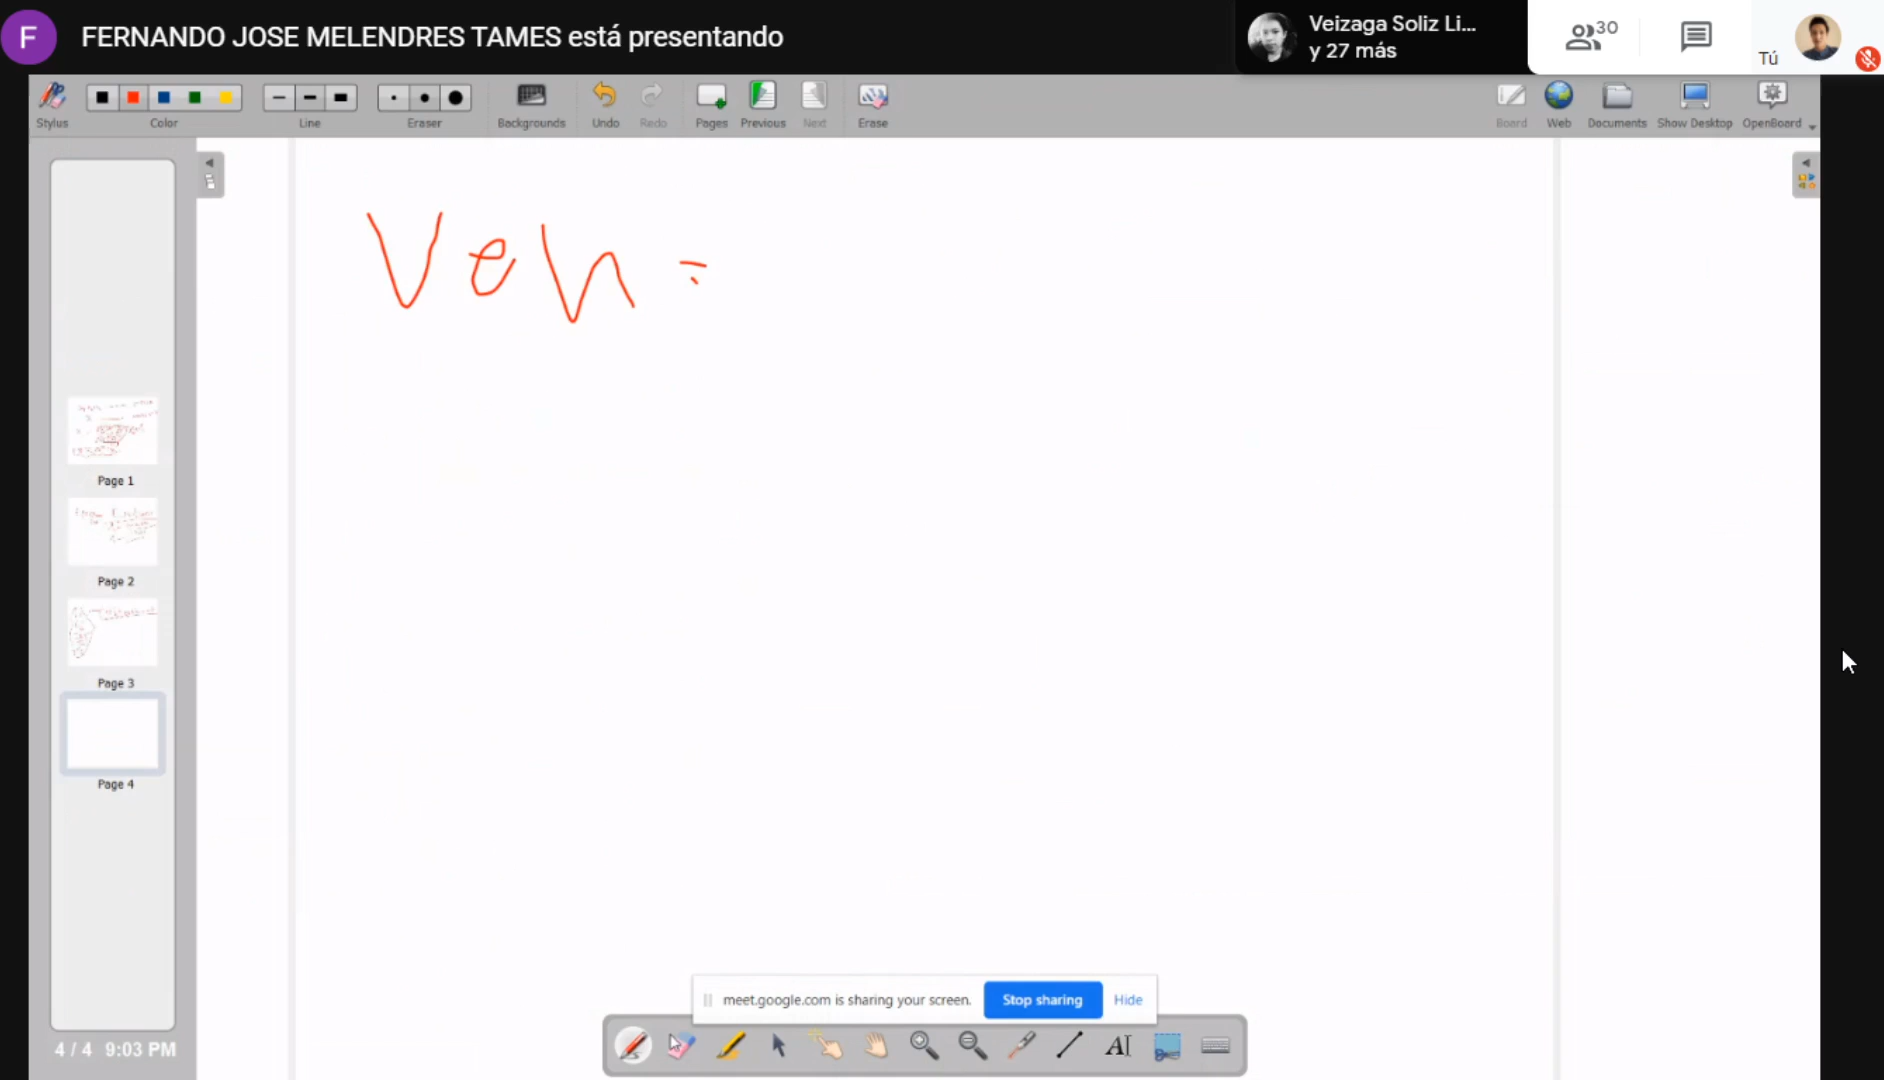 F FERNANDO JOSE MELENDRES TAMES está presentando
Veizaga Soliz Li...
y 27 más
30
Tú
Stylus
Color
Line
Eraser
Backgrounds
Undo
Redo
Pages
Previous
Next
Erase
Board
Web
Documents
Show Desktop
OpenBoard
Veh =
Page 1
Page 2
Page 3
Page 4
meet.google.com is sharing your screen. Stop sharing Hide
4 / 4 9:03 PM
AI